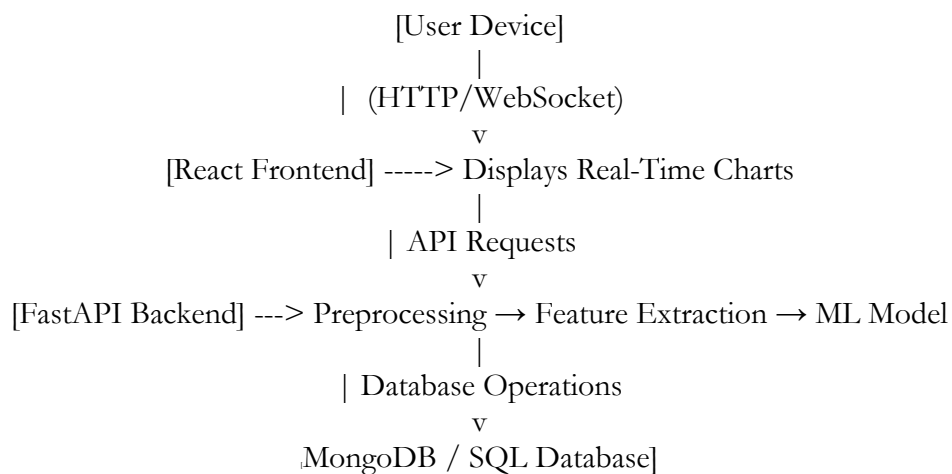 [User Device]
|
| (HTTP/WebSocket)
v
[React Frontend] -----> Displays Real-Time Charts
|
| API Requests
v
[FastAPI Backend] ---> Preprocessing → Feature Extraction → ML Model
|
| Database Operations
v
[MongoDB / SQL Database]